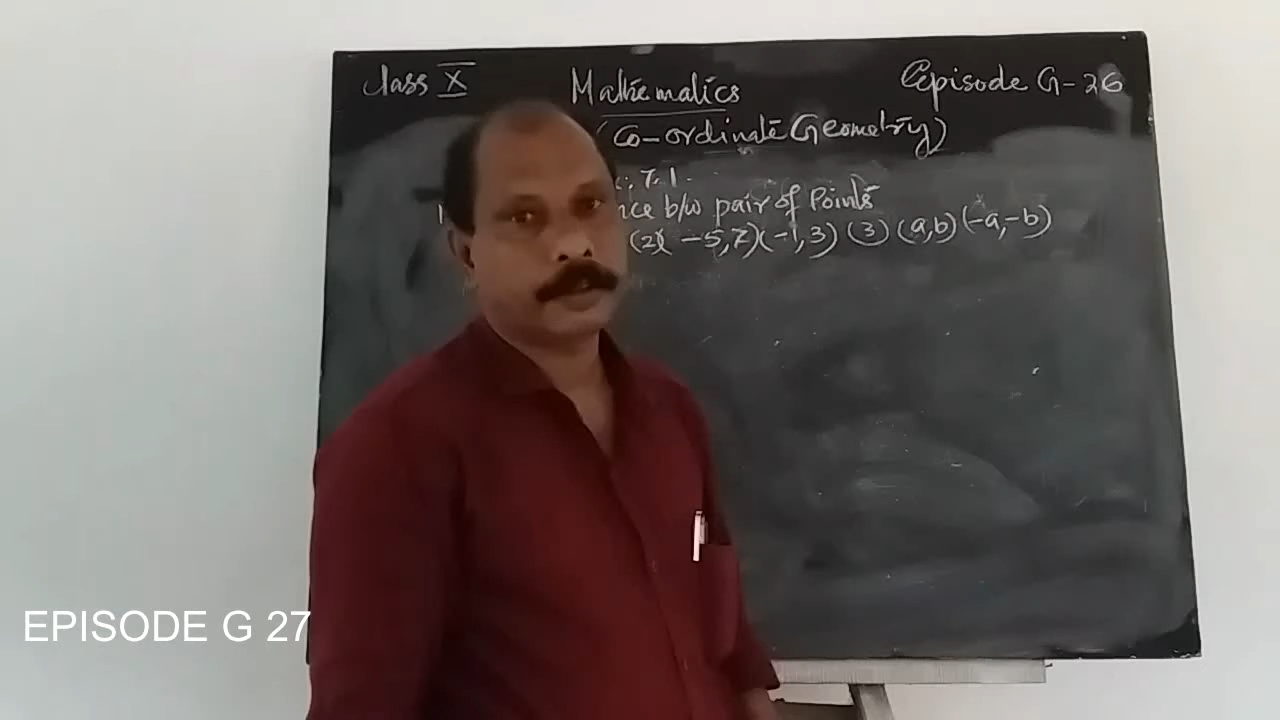 Class X Mathematics Episode G-26
(Co-ordinate Geometry)
7.1
b/w pair of Points
(2)( -5,7)(-1,3) (3) (a,b)(-a,-b)
EPISODE G 27